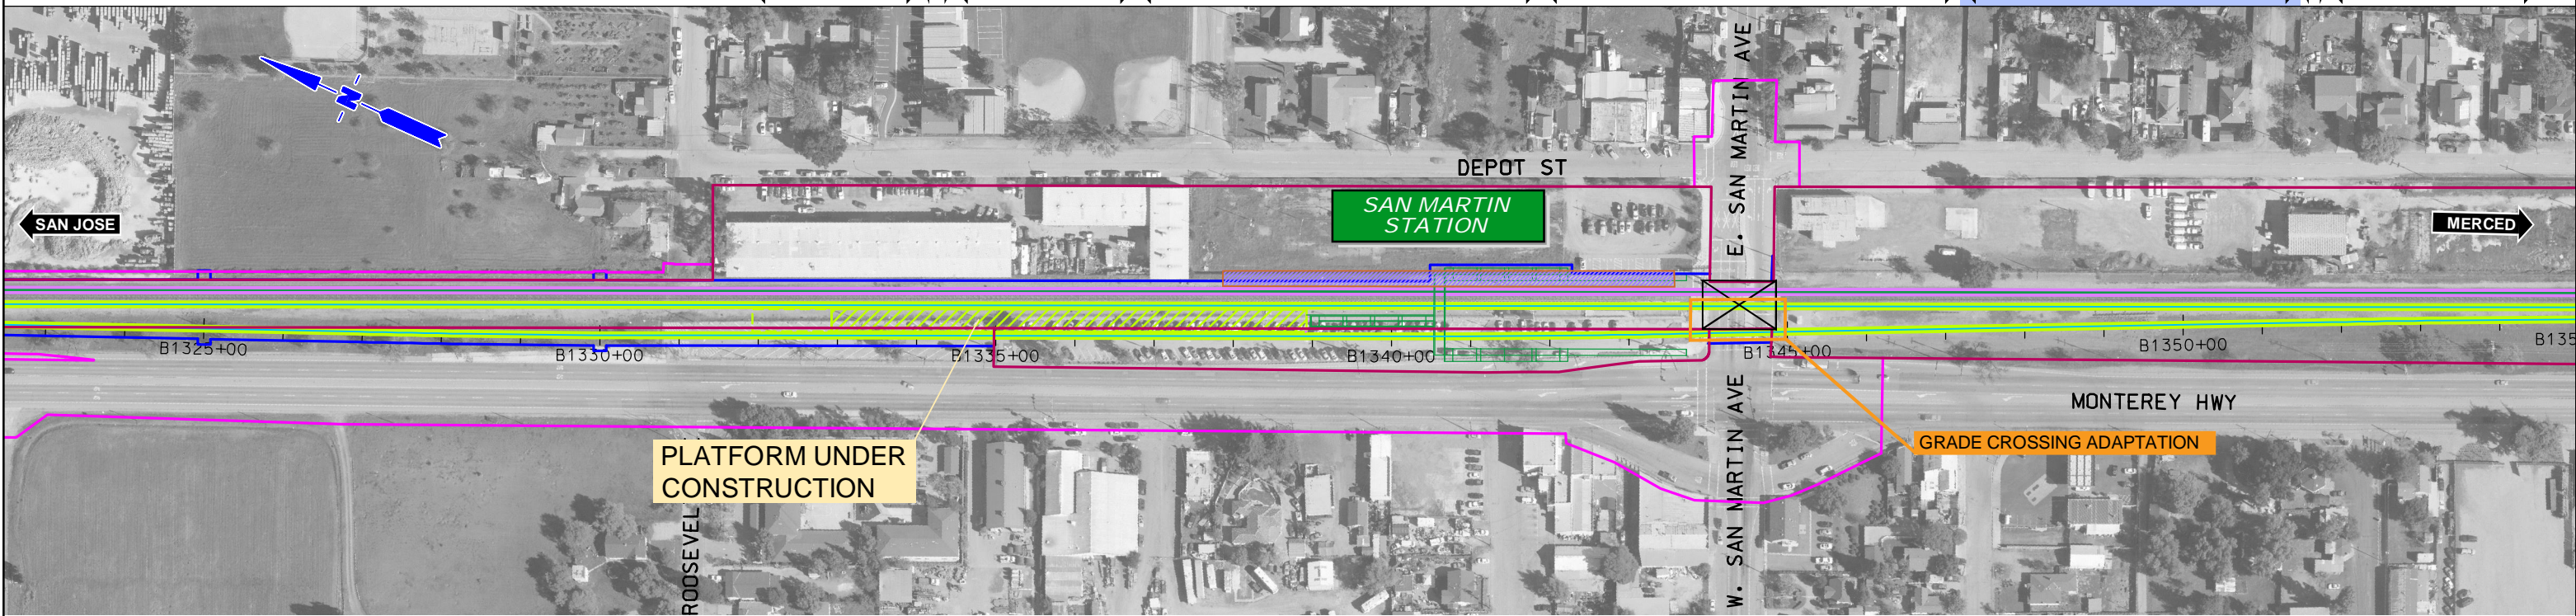 N
E. SAN MARTIN AVE
DEPOT ST
SAN JOSE
SAN MARTIN
STATION
MERCED
B1325+00
B1330+00
B1335+00
B1340+00
B1345+00
B1350+00
B135
MONTEREY HWY
PLATFORM UNDER
CONSTRUCTION
GRADE CROSSING ADAPTATION
ROOSEVEL
W. SAN MARTIN AVE